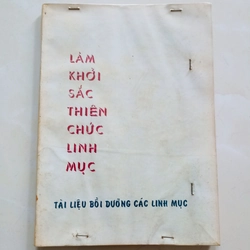 LÀM
KHỞI
SẮC
THIÊN
CHỨC
LINH
MỤC
TÀI LIỆU BỒI DƯỠNG CÁC LINH MỤC